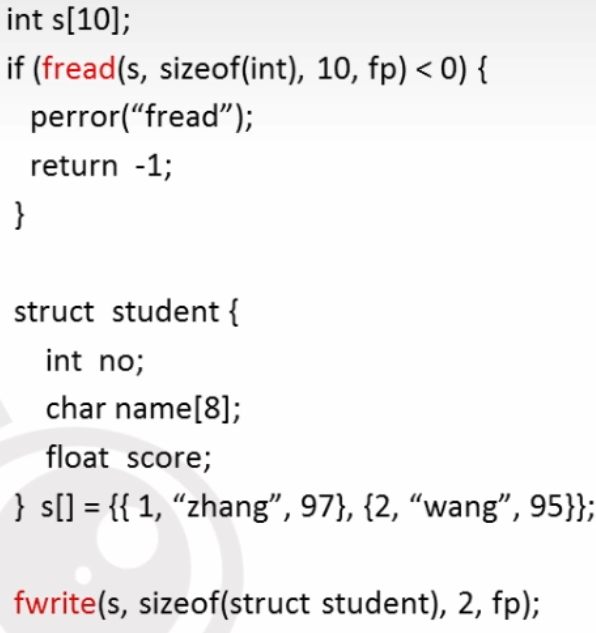 int s[10];
if (fread(s, sizeof(int), 10, fp) < 0) {
perror(“fread”);
return -1;
}
struct student {
int no;
char name[8];
float score;
} s[] = {{ 1, “zhang”, 97}, {2, “wang”, 95}};
fwrite(s, sizeof(struct student), 2, fp);